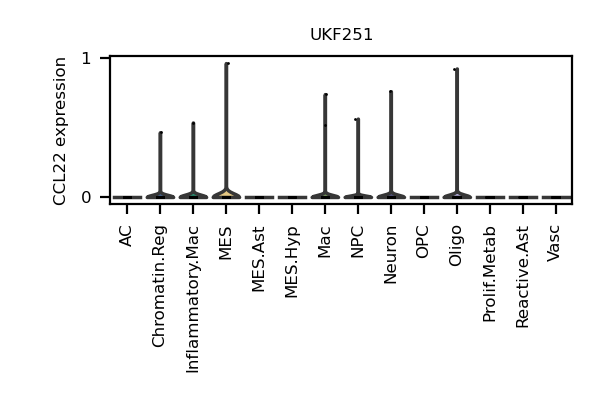 UKF251
CCL22 expression
1
0
AC
Chromatin.Reg
Inflammatory.Mac
MES
MES.Ast
MES.Hyp
Mac
NPC
Neuron
OPC
Oligo
Prolif.Metab
Reactive.Ast
Vasc